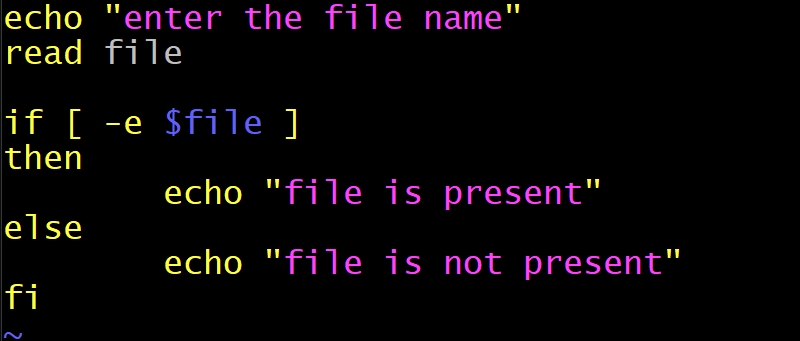 echo "enter the file name"
read file

if [ -e $file ]
then
        echo "file is present"
else
        echo "file is not present"
fi
~